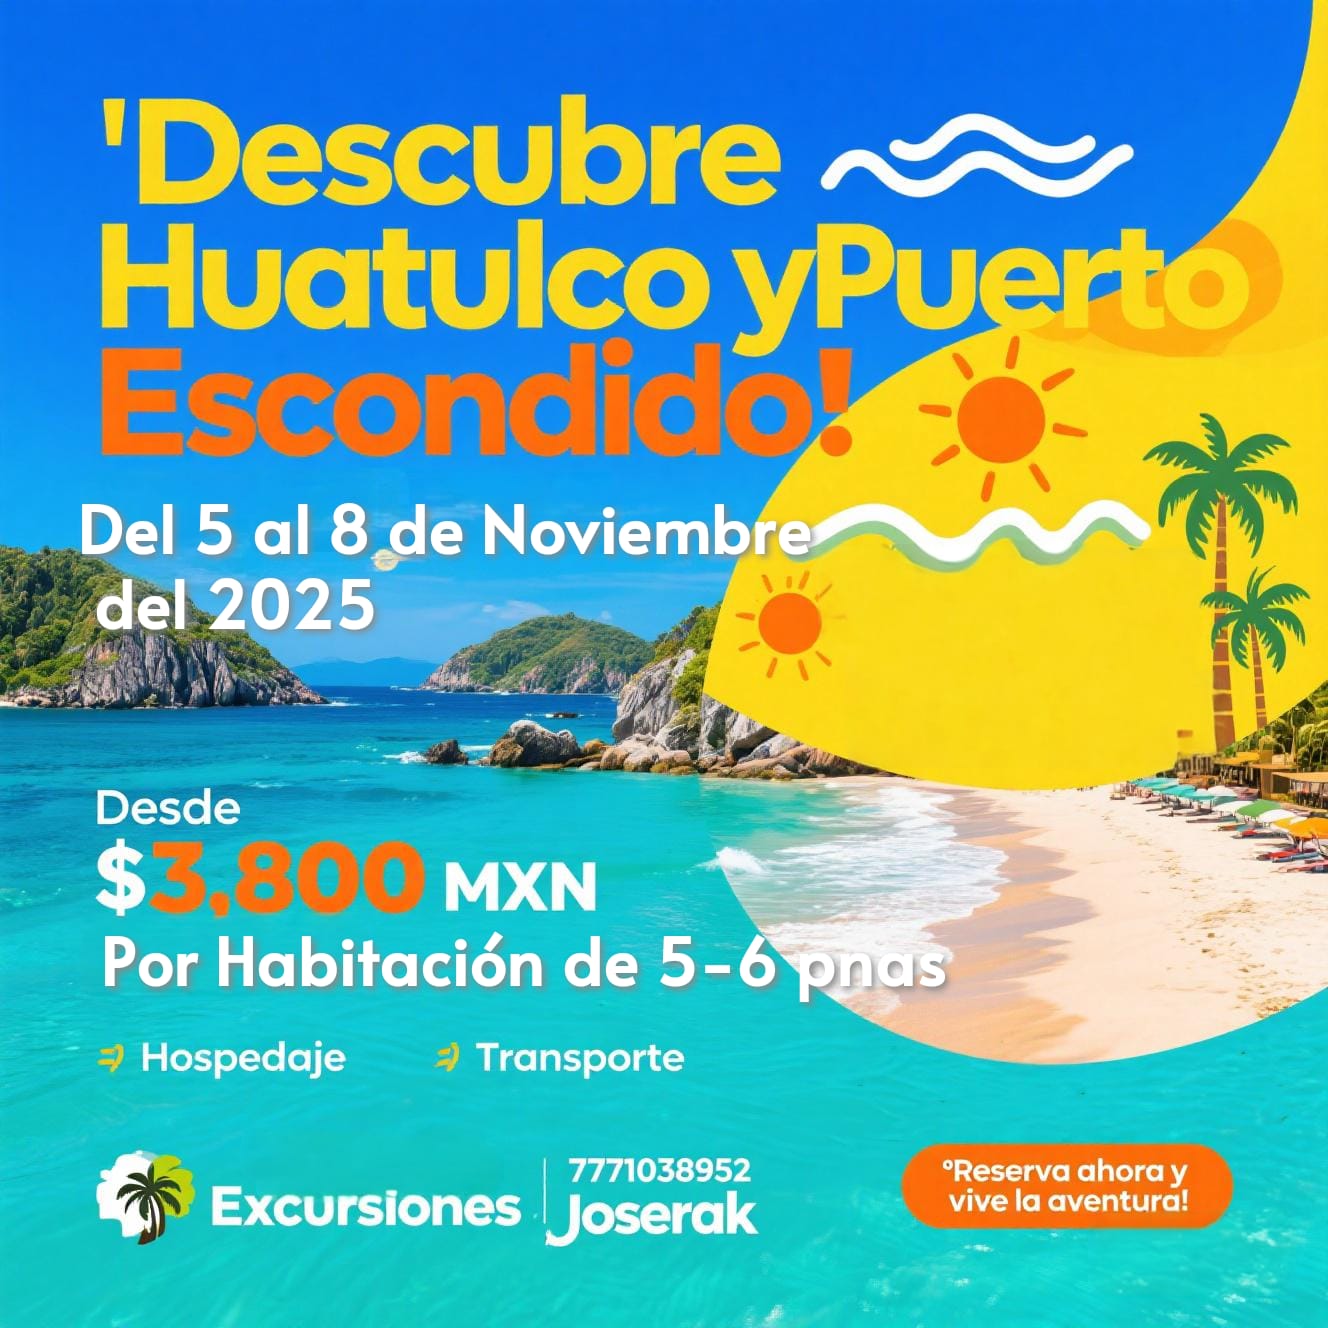 'Descubre
Huatulco yPuerto
Escondido!
Del 5 al 8 de Noviembre
del 2025
Desde
$3,800 MXN
Por Habitación de 5-6 pnas
Hospedaje
Transporte
Excursiones
7771038952
Joserak
°Reserva ahora y
vive la aventura!